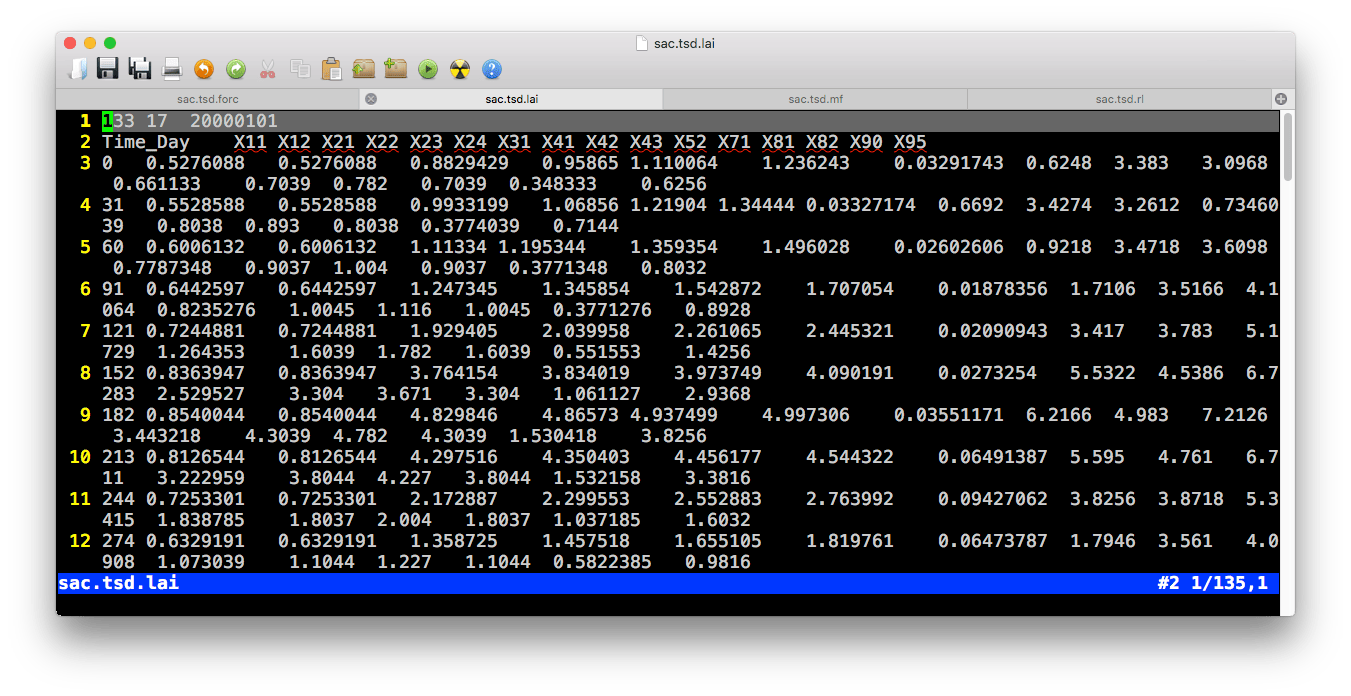 sac.tsd.lai
sac.tsd.forc sac.tsd.lai sac.tsd.mf sac.tsd.rl
1 133 17 20000101
2 Time_Day X11 X12 X21 X22 X23 X24 X31 X41 X42 X43 X52 X71 X81 X82 X90 X95
3 0 0.5276088 0.5276088 0.8829429 0.95865 1.110064 1.236243 0.03291743 0.6248 3.383 3.0968
0.661133 0.7039 0.782 0.7039 0.348333 0.6256
4 31 0.5528588 0.5528588 0.9933199 1.06856 1.21904 1.34444 0.03327174 0.6692 3.4274 3.2612 0.73460
39 0.8038 0.893 0.8038 0.3774039 0.7144
5 60 0.6006132 0.6006132 1.11334 1.195344 1.359354 1.496028 0.02602606 0.9218 3.4718 3.6098
0.7787348 0.9037 1.004 0.9037 0.3771348 0.8032
6 91 0.6442597 0.6442597 1.247345 1.345854 1.542872 1.707054 0.01878356 1.7106 3.5166 4.1
064 0.8235276 1.0045 1.116 1.0045 0.3771276 0.8928
7 121 0.7244881 0.7244881 1.929405 2.039958 2.261065 2.445321 0.02090943 3.417 3.783 5.1
729 1.264353 1.6039 1.782 1.6039 0.551553 1.4256
8 152 0.8363947 0.8363947 3.764154 3.834019 3.973749 4.090191 0.0273254 5.5322 4.5386 6.7
283 2.529527 3.304 3.671 3.304 1.061127 2.9368
9 182 0.8540044 0.8540044 4.829846 4.86573 4.937499 4.997306 0.03551171 6.2166 4.983 7.2126
3.443218 4.3039 4.782 4.3039 1.530418 3.8256
10 213 0.8126544 0.8126544 4.297516 4.350403 4.456177 4.544322 0.06491387 5.595 4.761 6.7
11 3.222959 3.8044 4.227 3.8044 1.532158 3.3816
11 244 0.7253301 0.7253301 2.172887 2.299553 2.552883 2.763992 0.09427062 3.8256 3.8718 5.3
415 1.838785 1.8037 2.004 1.8037 1.037185 1.6032
12 274 0.6329191 0.6329191 1.358725 1.457518 1.655105 1.819761 0.06473787 1.7946 3.561 4.0
908 1.073039 1.1044 1.227 1.1044 0.5822385 0.9816
sac.tsd.lai #2 1/135,1